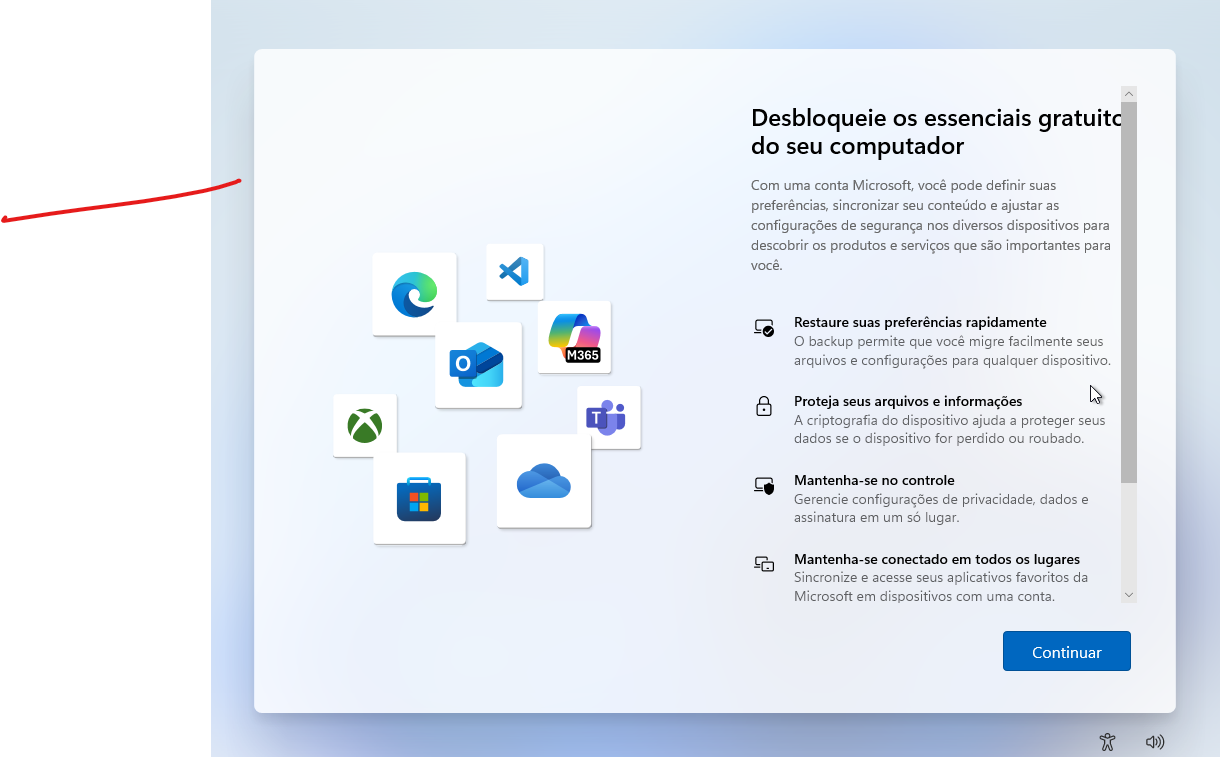 Desbloqueie os essenciais gratuito
do seu computador
Com uma conta Microsoft, você pode definir suas
preferências, sincronizar seu conteúdo e ajustar as
configurações de segurança nos diversos dispositivos para
descobrir os produtos e serviços que são importantes para
você.
Restaure suas preferências rapidamente
O backup permite que você migre facilmente seus
arquivos e configurações para qualquer dispositivo.
M365
Proteja seus arquivos e informações
A criptografia do dispositivo ajuda a proteger seus
dados se o dispositivo for perdido ou roubado.
Mantenha-se no controle
Gerencie configurações de privacidade, dados e
assinatura em um só lugar.
Mantenha-se conectado em todos os lugares
Sincronize e acesse seus aplicativos favoritos da
Microsoft em dispositivos com uma conta.
Continuar